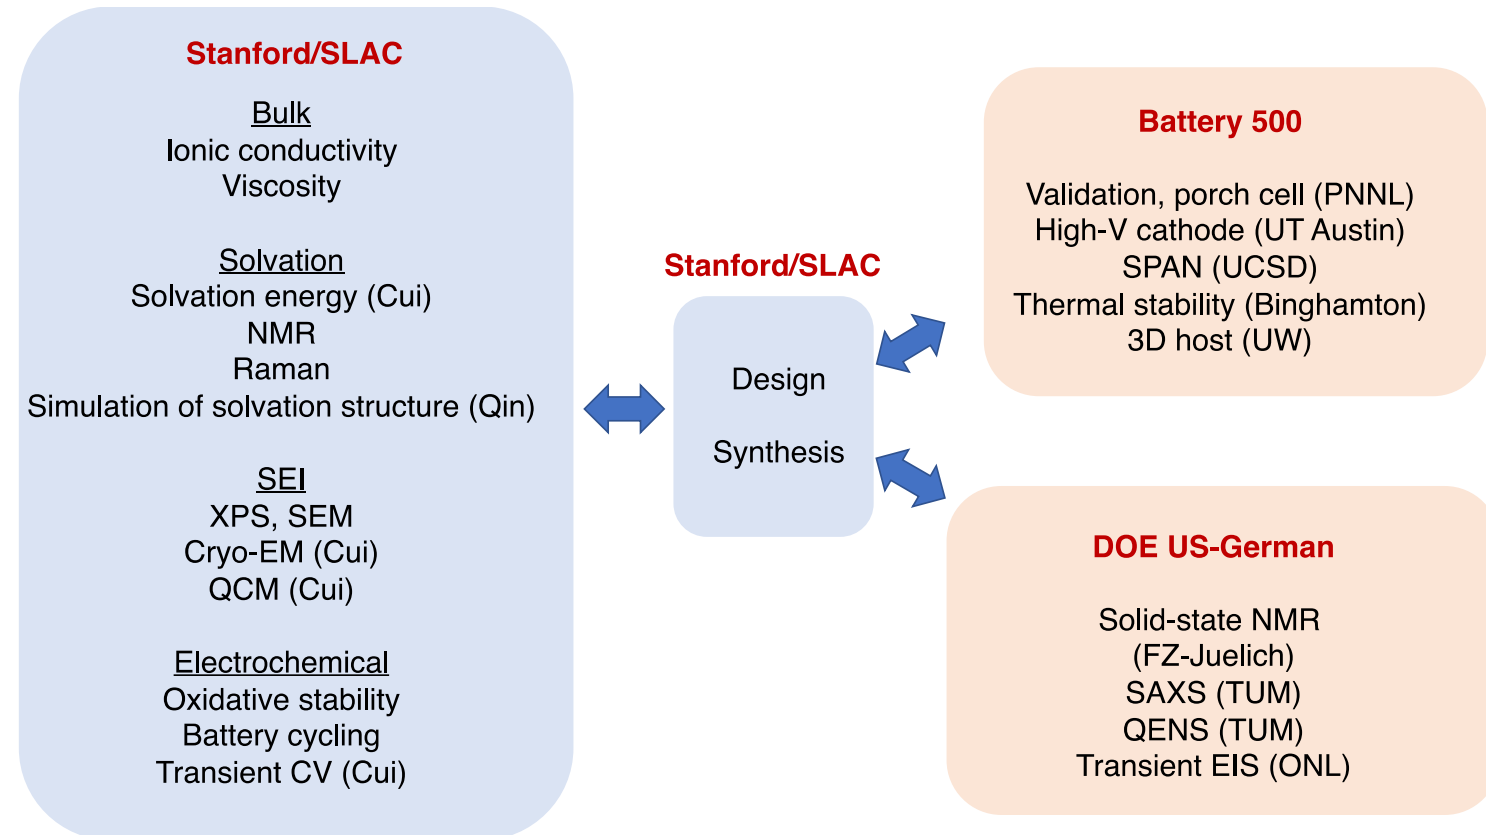 Stanford/SLAC
Bulk
Ionic conductivity
Viscosity
Solvation
Solvation energy (Cui)
NMR
Raman
Simulation of solvation structure (Qin)
SEI
XPS, SEM
Cryo-EM (Cui)
QCM (Cui)
Electrochemical
Oxidative stability
Battery cycling
Transient CV (Cui)
Stanford/SLAC
Design
Synthesis
Battery 500
Validation, porch cell (PNNL)
High-V cathode (UT Austin)
SPAN (UCSD)
Thermal stability (Binghamton)
3D host (UW)
DOE US-German
Solid-state NMR
(FZ-Juelich)
SAXS (TUM)
QENS (TUM)
Transient EIS (ONL)